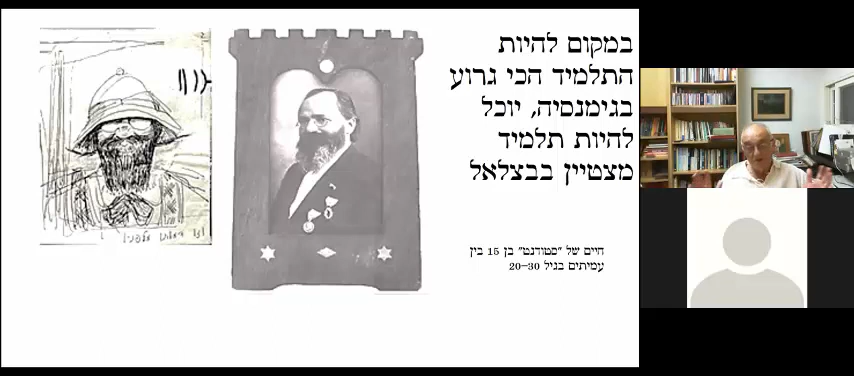 במקום להיות
התלמיד הכי גרוע
בגימנסיה, יוכל
להיות תלמיד
מצטיין בבצלאל
חיים של "סטודנט" בן 15 בין
עמיתים בגיל 20–30